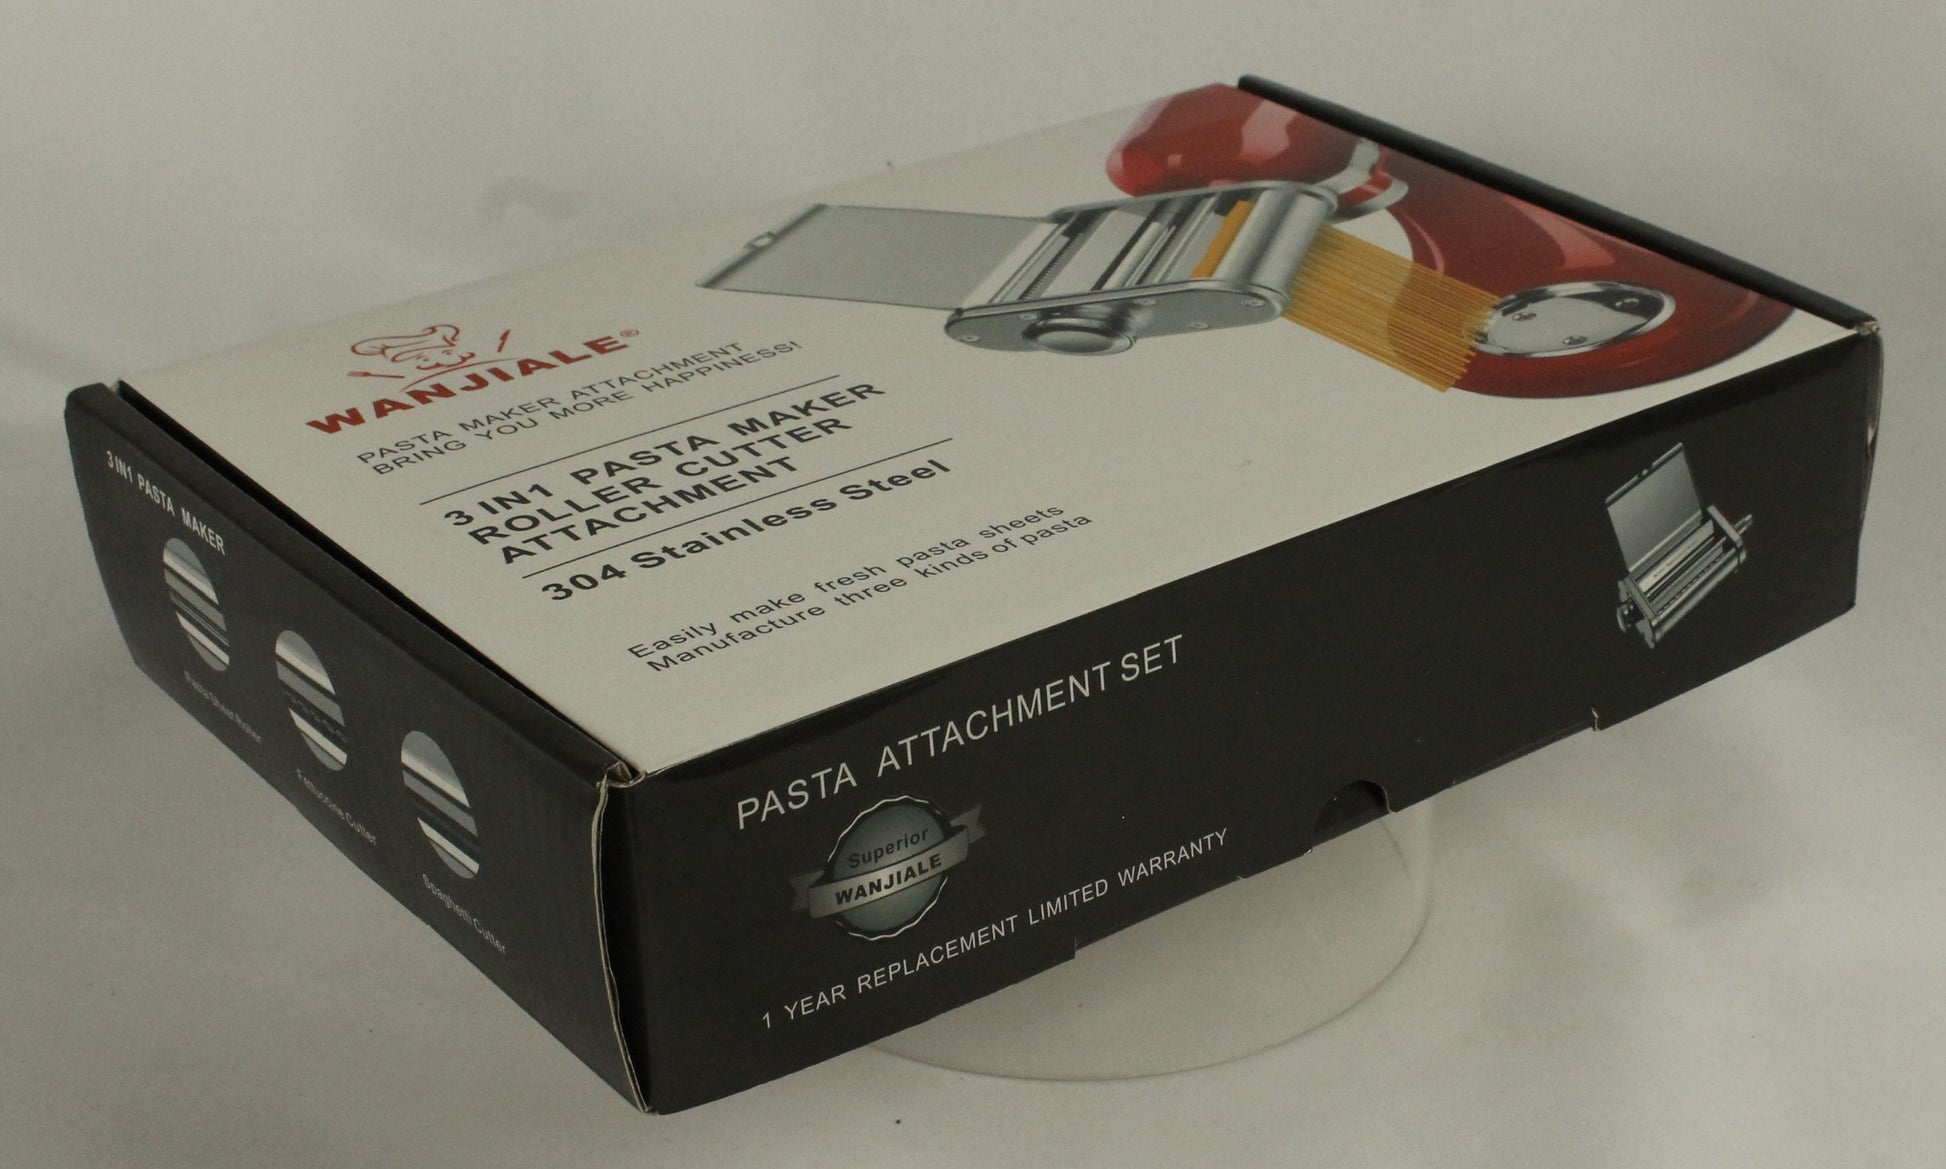 WANJIALE®
PASTA MAKER ATTACHMENT
BRING YOU MORE HAPPINESS!
3 IN1 PASTA MAKER
ROLLER CUTTER
ATTACHMENT
304 Stainless Steel
Easily make fresh pasta sheets
Manufacture three kinds of pasta
3 IN1 PASTA MAKER
Pasta Sheet Roller
Fettuccine Cutter
Spaghetti Cutter
PASTA ATTACHMENT SET
Superior
WANJIALE
1 YEAR REPLACEMENT LIMITED WARRANTY